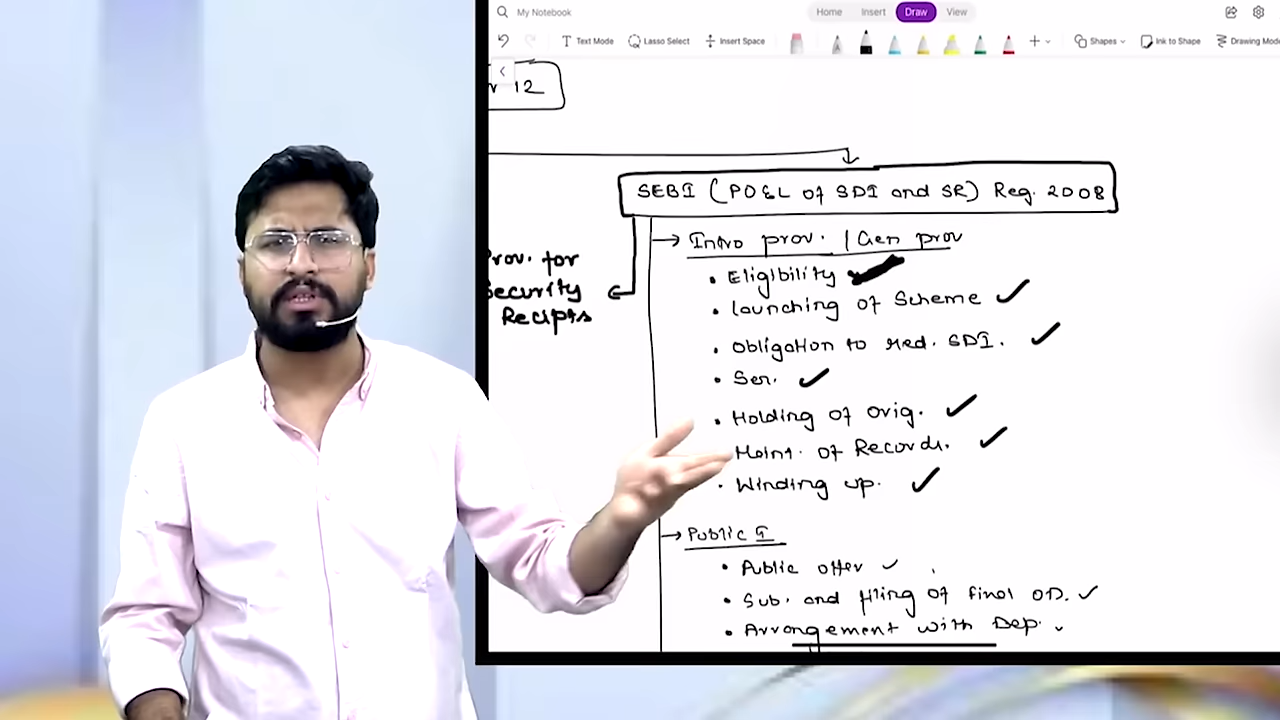 My Notebook
Home Insert Draw View
Text Mode Lasso Select Insert Space Shapes Ink to Shape Drawing Mode
12
SEBI (POEL of SDI and SR) Reg. 2008
Intro prov. / Gen prov
• Eligibility
• Launching of Scheme
• Obligation to red. SDI.
• Ser.
• Holding of Orig.
Maint. of Records.
• Winding up.
Prov. for
Security
Recipts
Public I
• Public offer
• Sub. and filing of final OD.
• Arrangement with Dep.